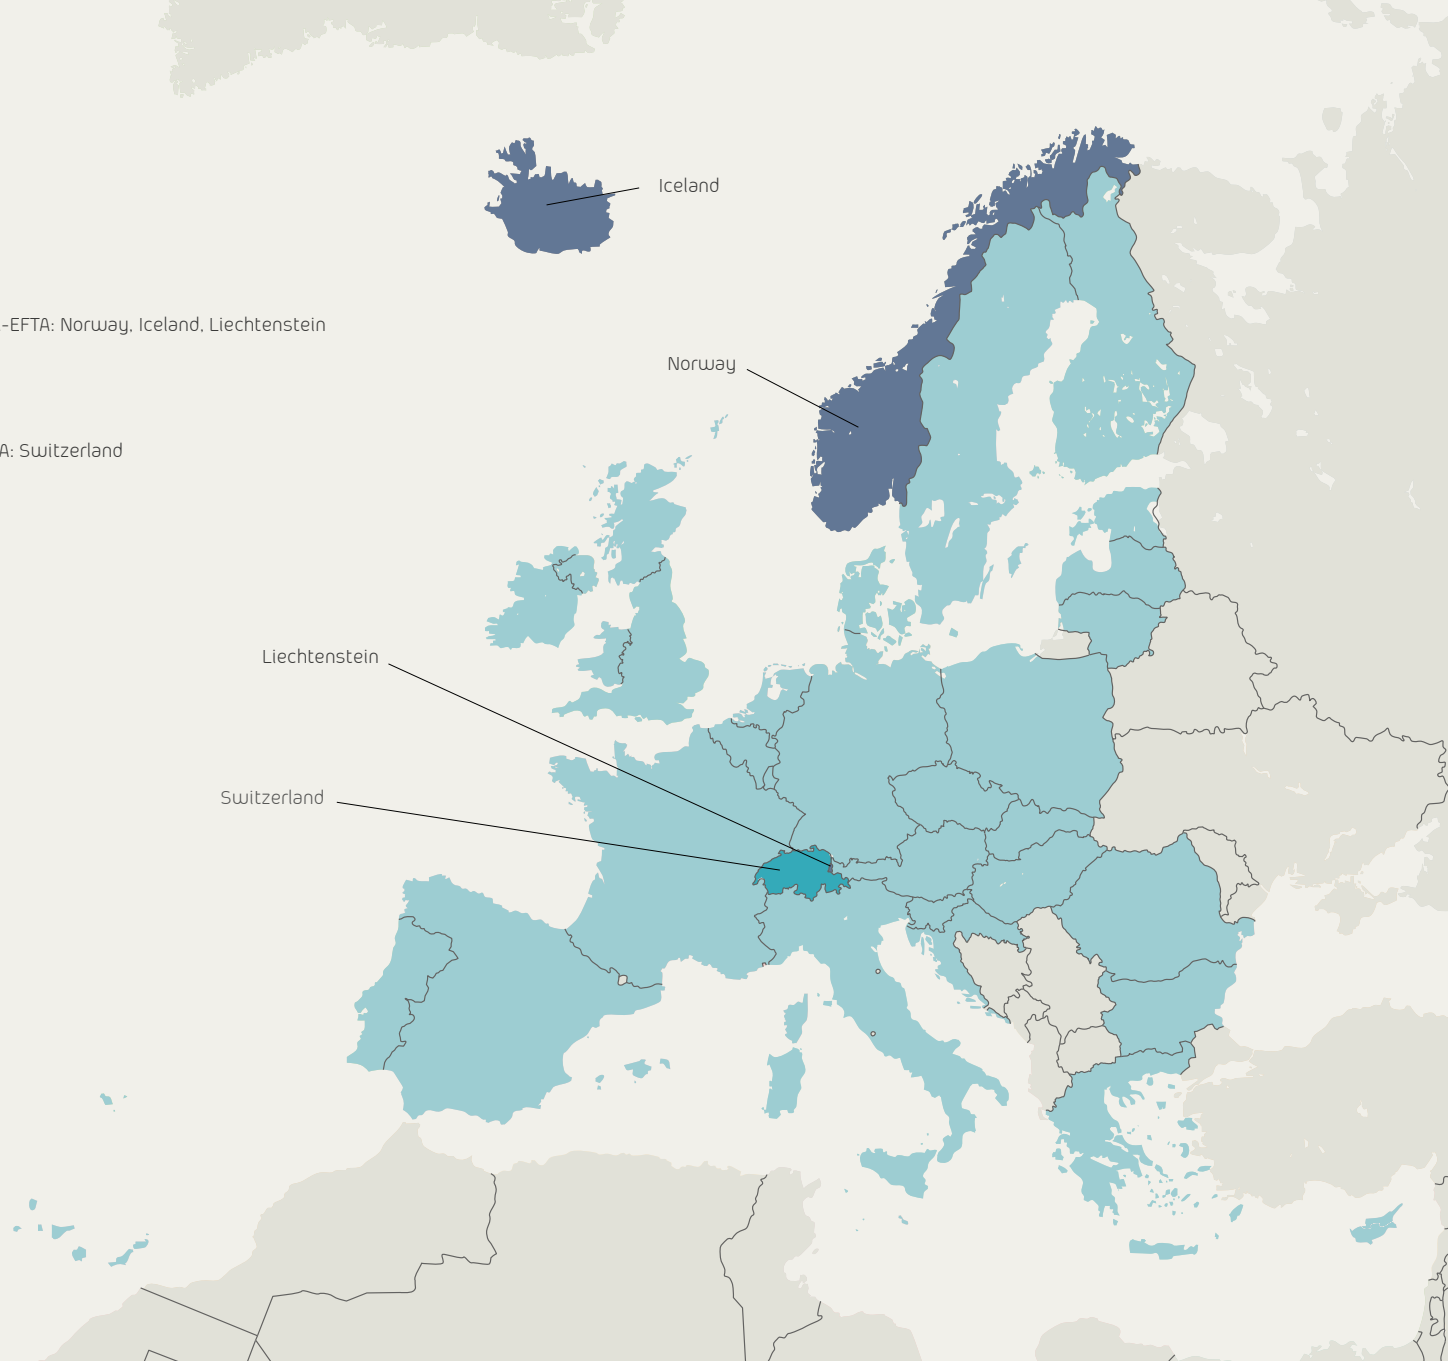 Iceland
-EFTA: Norway, Iceland, Liechtenstein
Norway
A: Switzerland
Liechtenstein
Switzerland